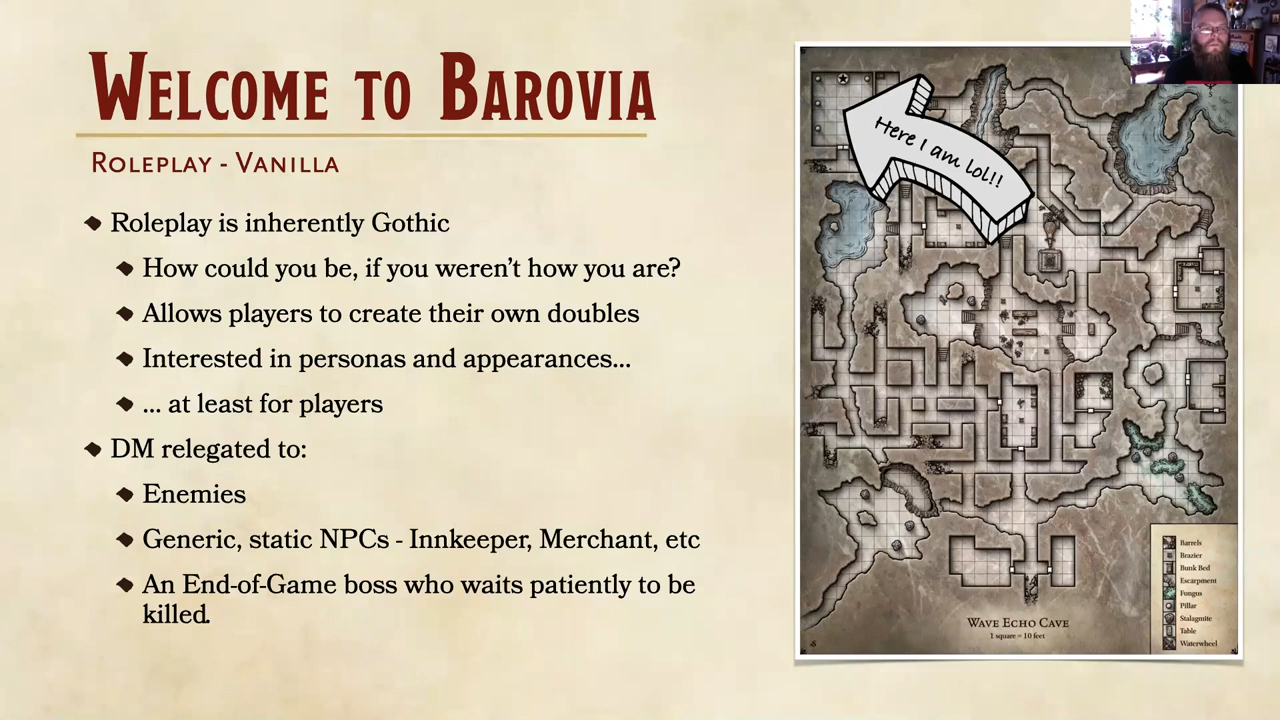 Welcome to Barovia
Roleplay - Vanilla
Roleplay is inherently Gothic
How could you be, if you weren't how you are?
Allows players to create their own doubles
Interested in personas and appearances...
... at least for players
DM relegated to:
Enemies
Generic, static NPCs - Innkeeper, Merchant, etc
An End-of-Game boss who waits patiently to be
killed.
Here I am lol!!
Barrels
Brazier
Bunk Bed
Escarpment
Fungus
Pillar
Stalagmite
Table
Waterwheel
Wave Echo Cave
1 square = 10 feet